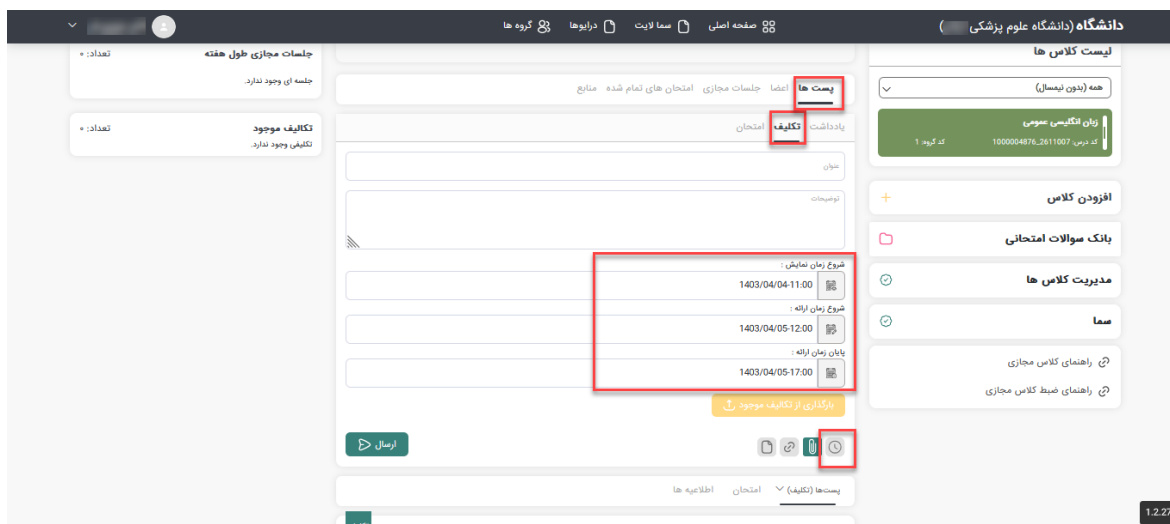 دانشگاه (دانشگاه علوم پزشکی )
صفحه اصلی
سما لایت
درایوها
گروه ها
لیست کلاس ها
همه (بدون نیمسال)
زبان انگلیسی عمومی
کد درس: 2611007_1000004876
کد گروه: 1
افزودن کلاس
بانک سوالات امتحانی
مدیریت کلاس ها
سما
راهنمای کلاس مجازی
راهنمای ضبط کلاس مجازی
پست ها اعضا جلسات مجازی امتحان های تمام شده منابع
یادداشت تکلیف امتحان
عنوان
توضیحات
شروع زمان نمایش :
1403/04/04-11:00
شروع زمان ارائه :
1403/04/05-12:00
پایان زمان ارائه :
1403/04/05-17:00
بارگذاری از تکالیف موجود
ارسال
پست‌ها (تکلیف) امتحان اطلاعیه ها
جلسات مجازی طول هفته
تعداد: ۰
جلسه ای وجود ندارد.
تکالیف موجود
تعداد: ۰
تکلیفی وجود ندارد.
1.2.27